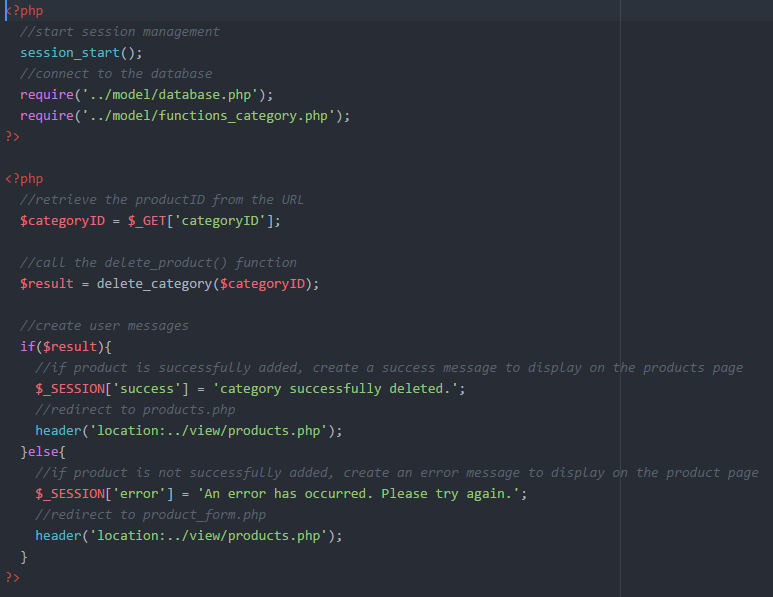 <?php
//start session management
session_start();
//connect to the database
require('../model/database.php');
require('../model/functions_category.php');
?>
<?php
//retrieve the productID from the URL
$categoryID = $_GET['categoryID'];
//call the delete_product() function
$result = delete_category($categoryID);
//create user messages
if($result){
//if product is successfully added, create a success message to display on the products page
$_SESSION['success'] = 'category successfully deleted.';
//redirect to products.php
header('location:../view/products.php');
}else{
//if product is not successfully added, create an error message to display on the product page
$_SESSION['error'] = 'An error has occurred. Please try again.';
//redirect to product_form.php
header('location:../view/products.php');
}
?>